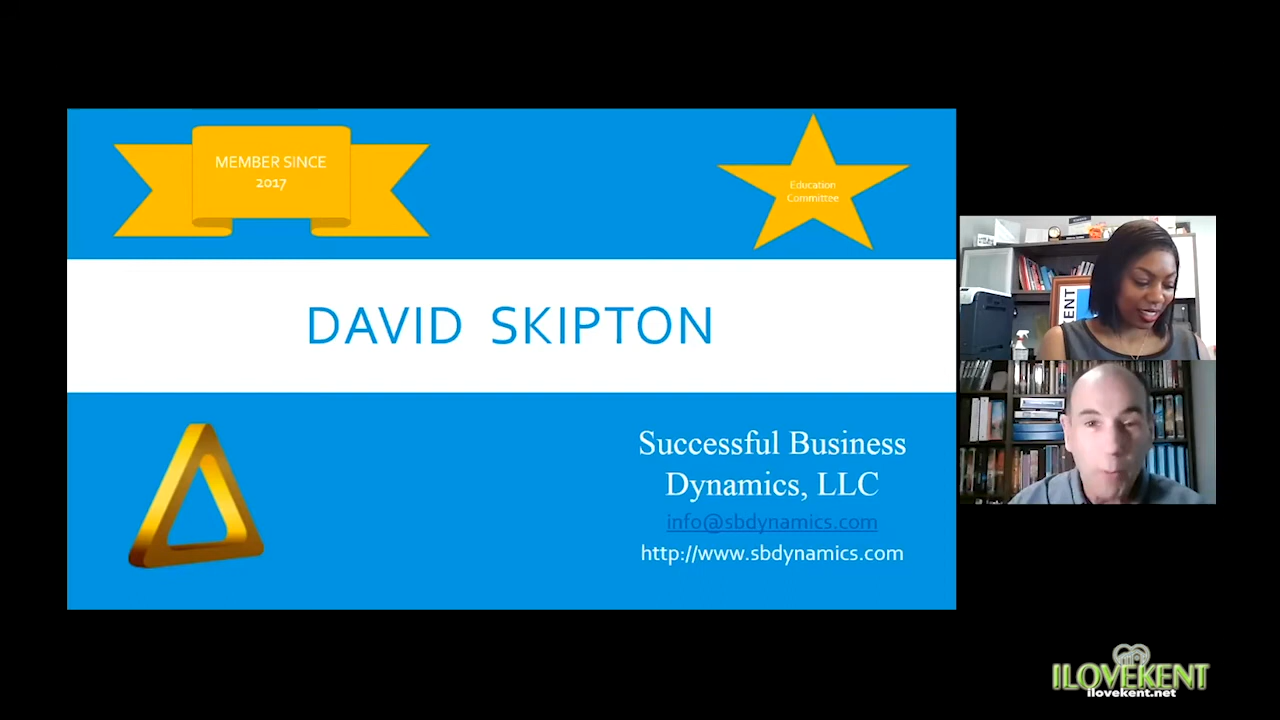 MEMBER SINCE
2017
Education
Committee
DAVID SKIPTON
Successful Business
Dynamics, LLC
info@sbdynamics.com
http://www.sbdynamics.com
KENT
ILOVEKENT
ilovekent.net